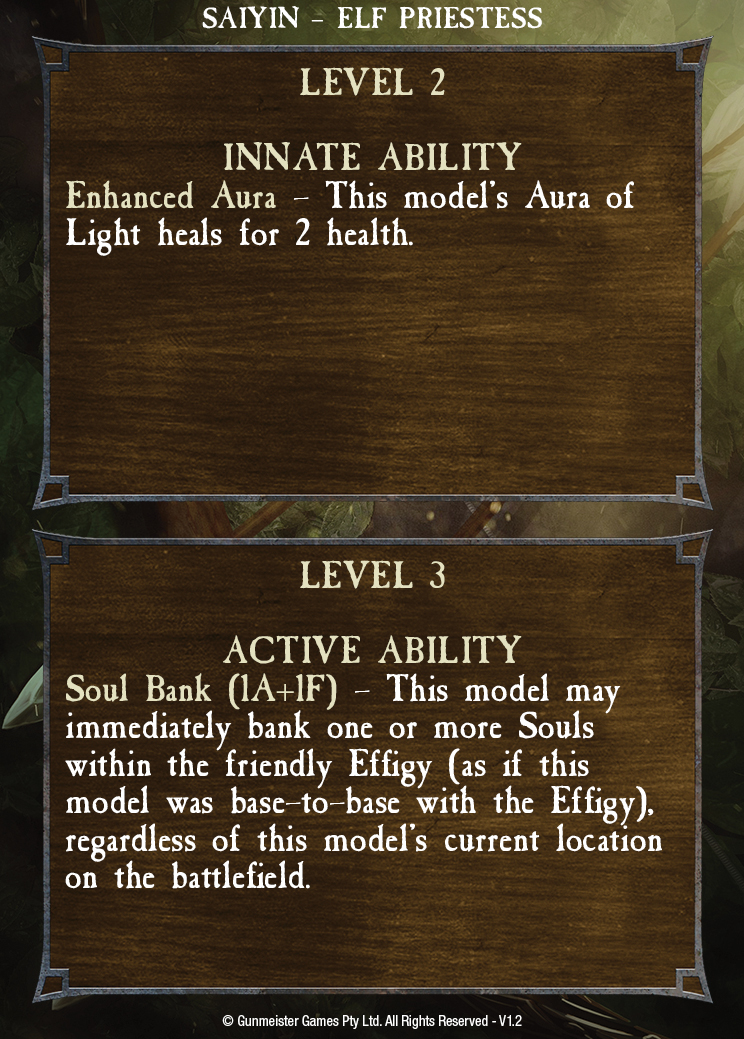 SAIYIN – ELF PRIESTESS
LEVEL 2
INNATE ABILITY
Enhanced Aura – This model's Aura of
Light heals for 2 health.
LEVEL 3
ACTIVE ABILITY
Soul Bank (1A+1F) – This model may
immediately bank one or more Souls
within the friendly Effigy (as if this
model was base-to-base with the Effigy),
regardless of this model's current location
on the battlefield.
© Gunmeister Games Pty Ltd. All Rights Reserved - V1.2